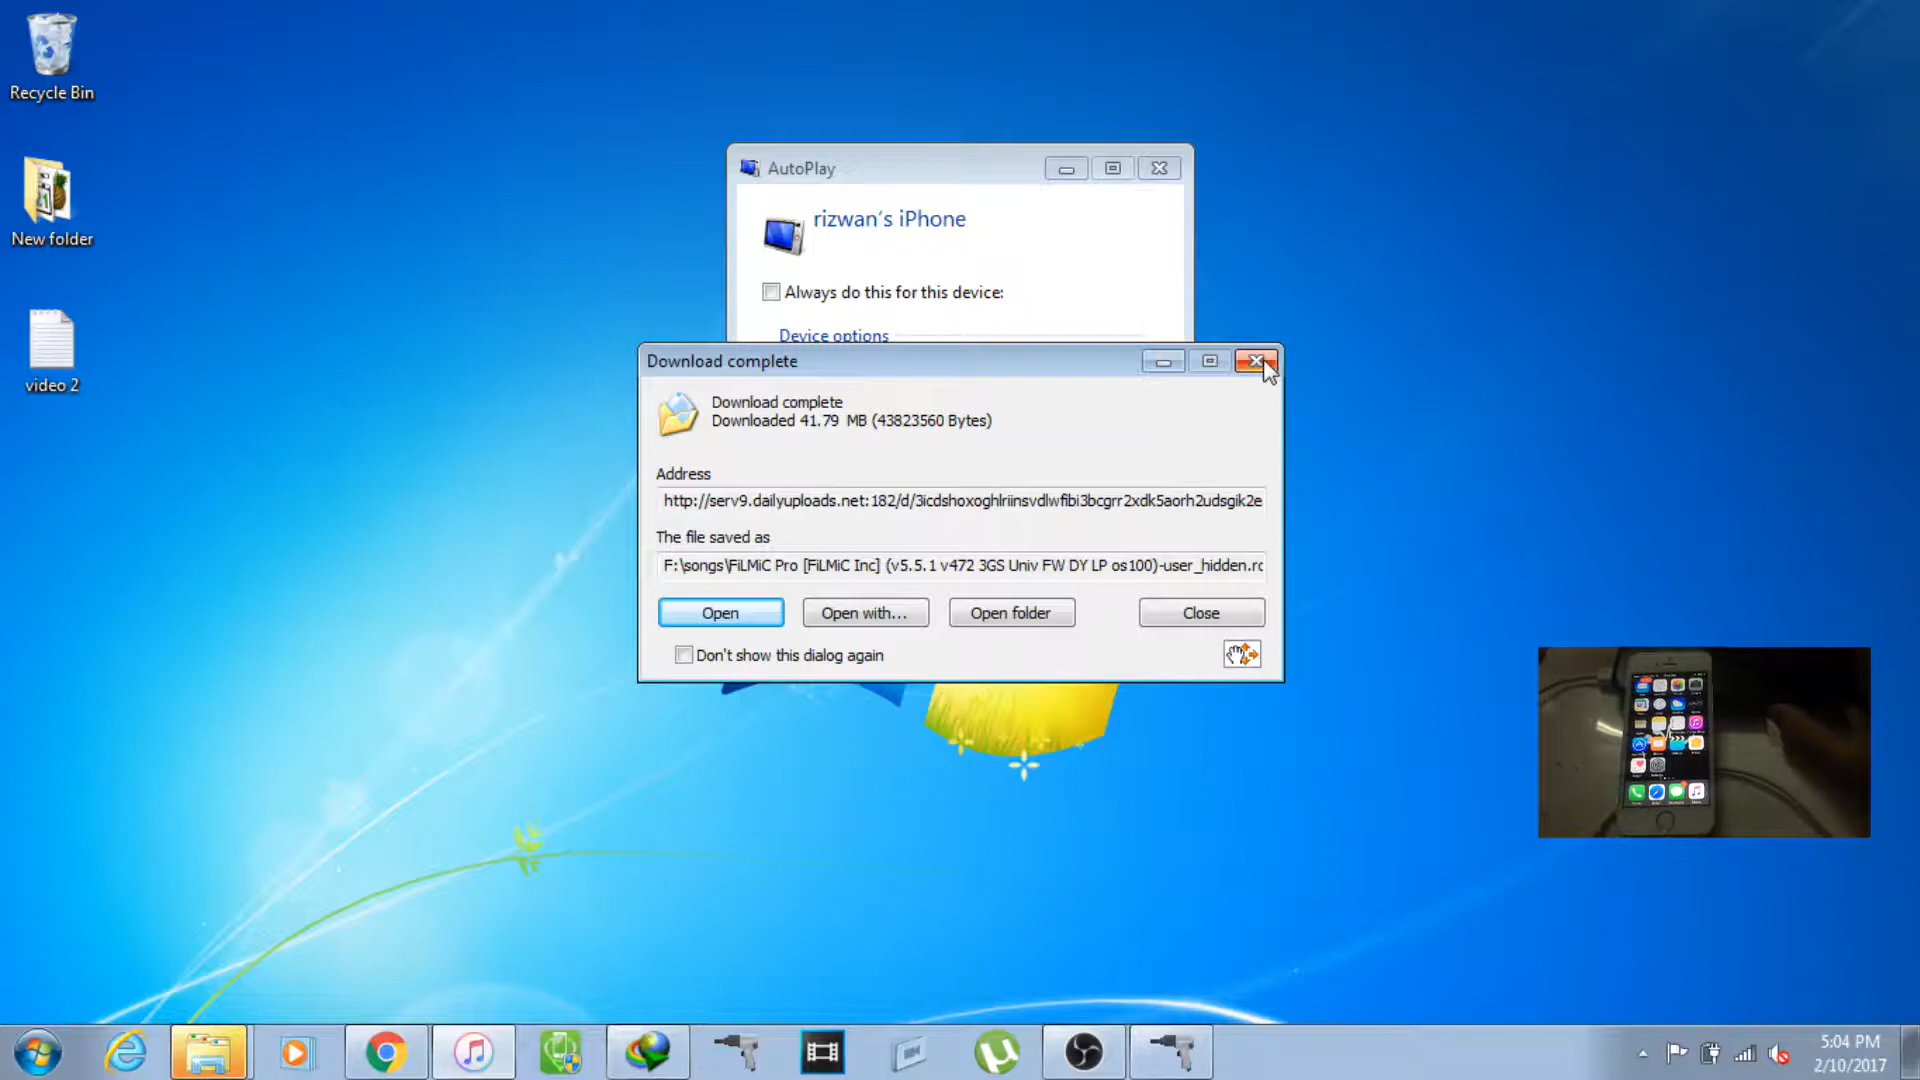 Recycle Bin
New folder
video 2
AutoPlay
rizwan's iPhone
Always do this for this device:
Device options
Download complete
Download complete
Downloaded 41.79 MB (43823560 Bytes)
Address
http://serv9.dailyuploads.net:182/d/3icdshoxoghlriinsvdlwfibi3bcgrr2xdk5aorh2udsgik2e
The file saved as
F:\songs\FiLMiC Pro [FiLMiC Inc] (v5.5.1 v472 3GS Univ FW DY LP os100)-user_hidden.rc
Open
Open with...
Open folder
Close
Don't show this dialog again
5:04 PM
2/10/2017